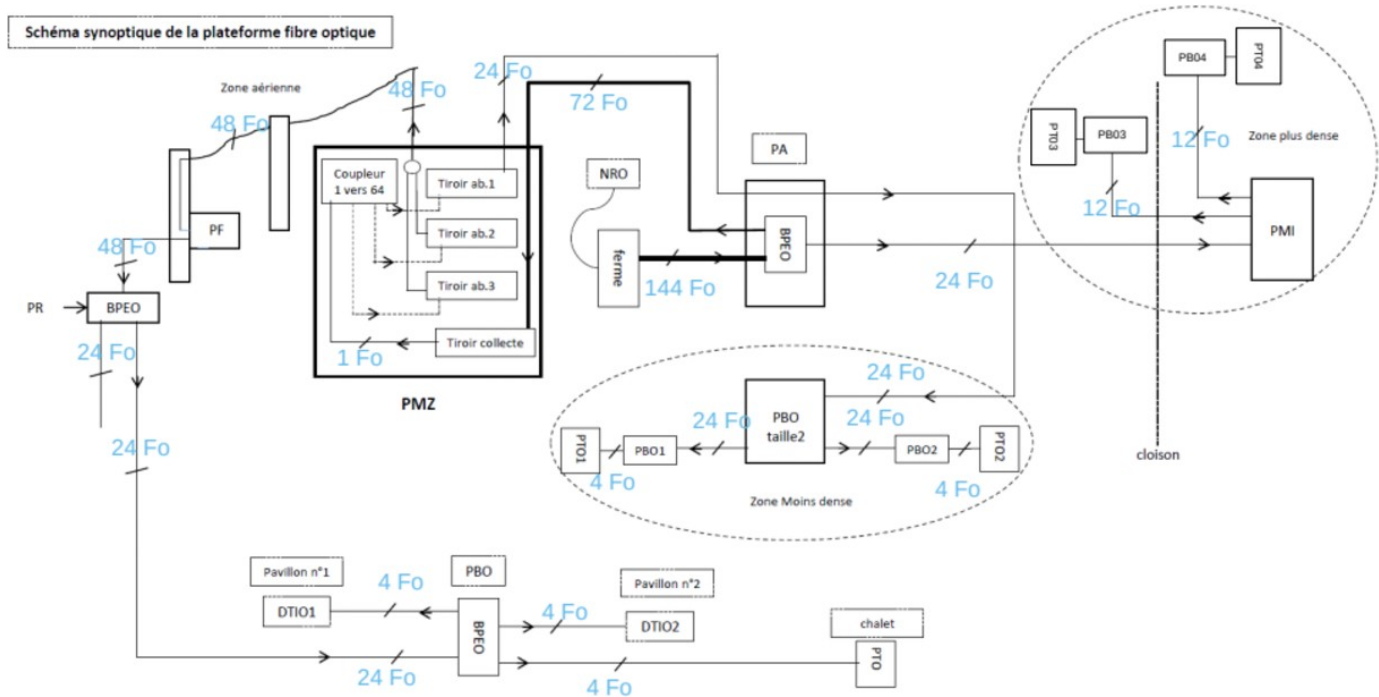 Schéma synoptique de la plateforme fibre optique
Zone aérienne
48 Fo
48 Fo
24 Fo
72 Fo
PA
NRO
Coupleur
1 vers 64
Tiroir ab.1
Tiroir ab.2
Tiroir ab.3
Tiroir collecte
1 Fo
PMZ
ferme
144 Fo
BPEO
24 Fo
PB04
PT04
PT03
PB03
12 Fo
12 Fo
Zone plus dense
PMI
cloison
PF
48 Fo
PR
BPEO
24 Fo
24 Fo
24 Fo
PBO
taille2
24 Fo
24 Fo
PTO1
PBO1
PBO2
PTO2
4 Fo
4 Fo
Zone Moins dense
Pavillon n°1
PBO
4 Fo
Pavillon n°2
DTIO1
BPEO
4 Fo
DTIO2
chalet
PTO
24 Fo
4 Fo